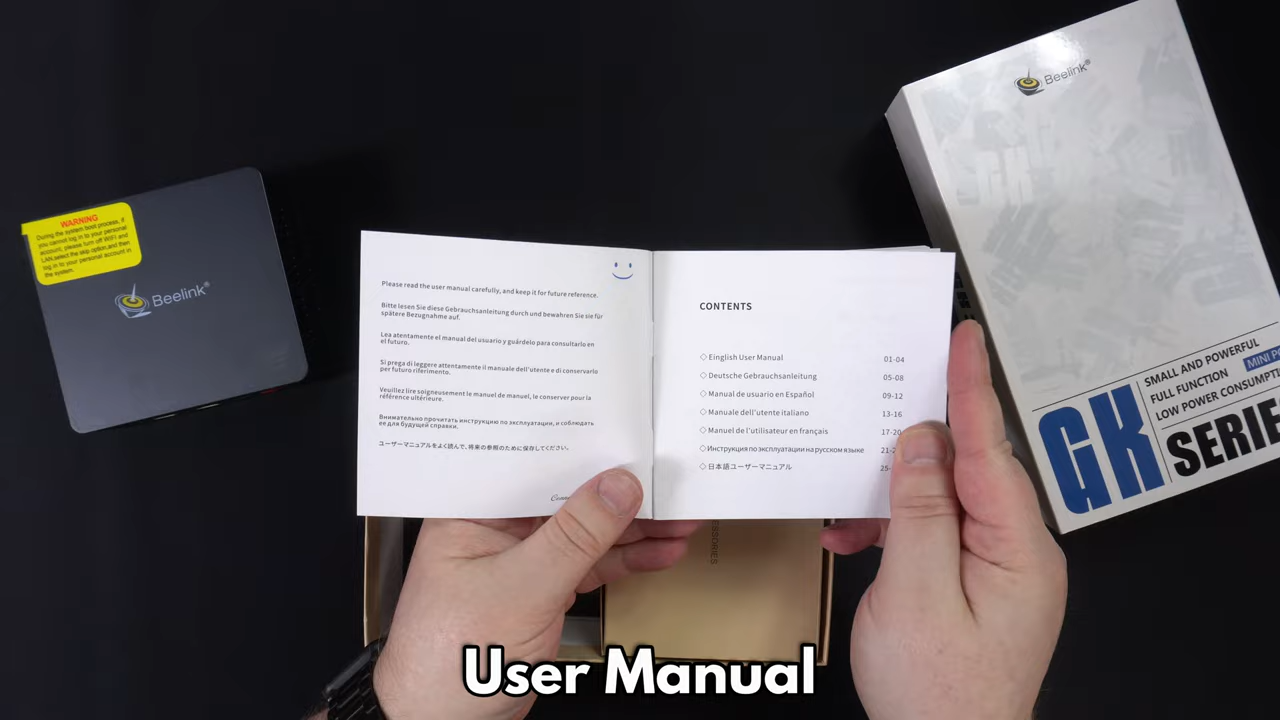 WARNING
During the system boot process, if
you cannot log in to your personal
account, please turn off WIFI and
LAN,select the skip option,and then
log in to your personal account in
the system.
Beelink®
Please read the user manual carefully, and keep it for future reference.
Bitte lesen Sie diese Gebrauchsanleitung durch und bewahren Sie sie für
spätere Bezugnahme auf.
Lea atentamente el manual del usuario y guárdelo para consultarlo en
el futuro.
Si prega di leggere attentamente il manuale dell'utente e di conservarlo
per futuro riferimento.
Veuillez lire soigneusement le manuel de manuel, le conserver pour la
référence ultérieure.
Внимательно прочитать инструкцию по эксплуатации, и соблюдать
ее для будущей справки.
ユーザーマニュアルをよく読んで、将来の参照のために保存してください。
CONTENTS
◇ Einglish User Manual 01-04
◇ Deutsche Gebrauchsanleitung 05-08
◇ Manual de usuario en Español 09-12
◇ Manuale dell'utente italiano 13-16
◇ Manuel de l'utilisateur en français 17-20
◇ Инструкция по эксплуатации на русском языке 21-
◇ 日本語ユーザーマニュアル 25-
Beelink®
SMALL AND POWERFUL
FULL FUNCTION MINI PC
LOW POWER CONSUMPTI
GK SERIE
User Manual